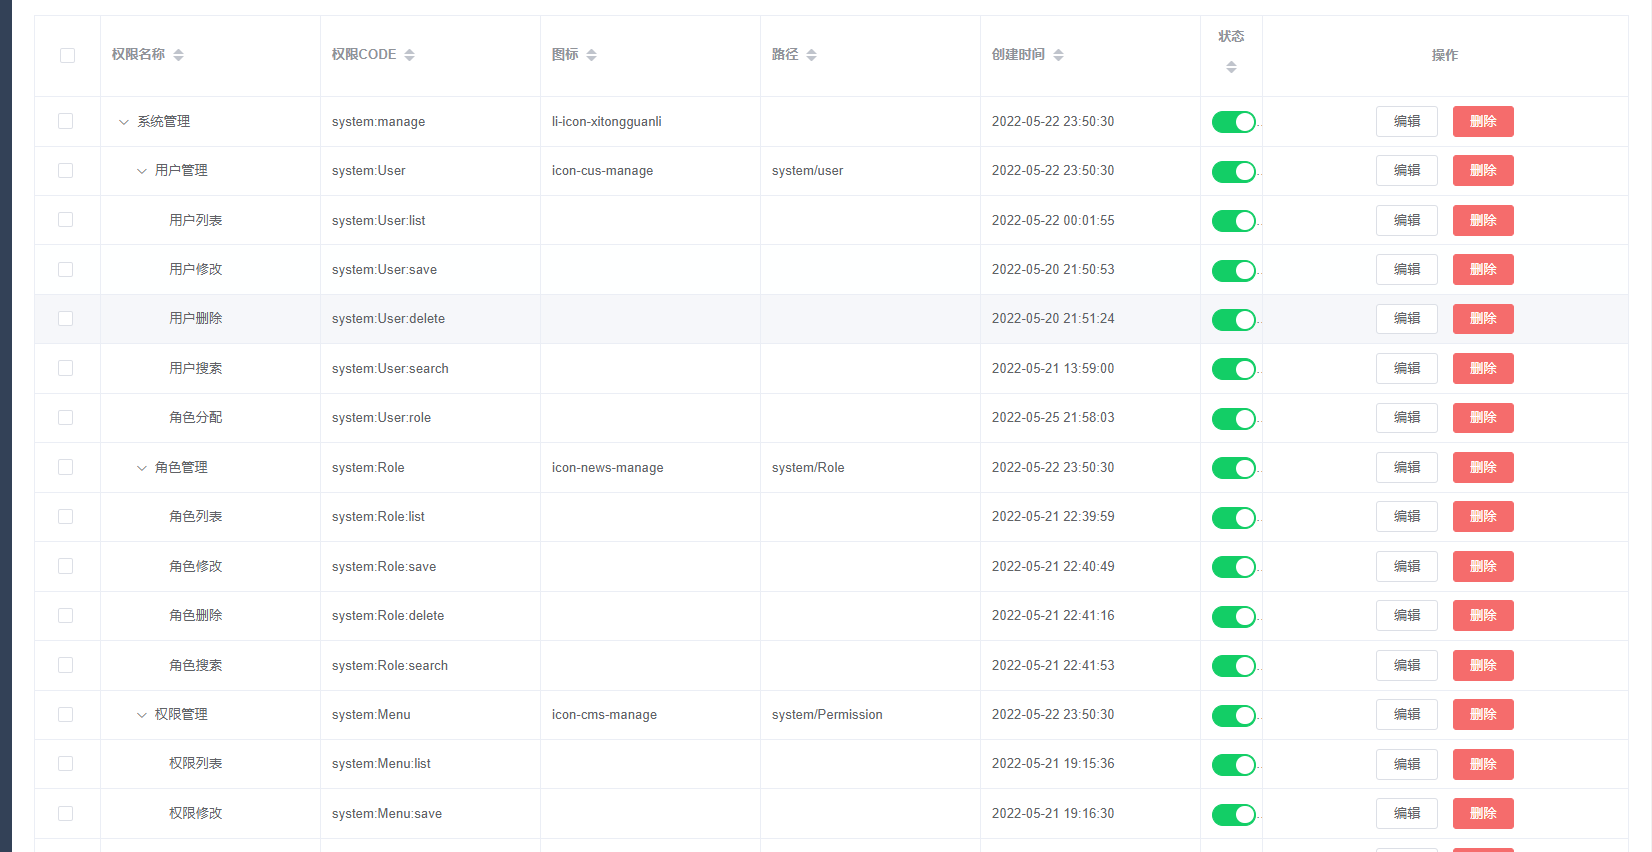 权限名称 权限CODE 图标 路径 创建时间 状态 操作
系统管理 system:manage li-icon-xitongguanli 2022-05-22 23:50:30 编辑 删除
用户管理 system:User icon-cus-manage system/user 2022-05-22 23:50:30 编辑 删除
用户列表 system:User:list 2022-05-22 00:01:55 编辑 删除
用户修改 system:User:save 2022-05-20 21:50:53 编辑 删除
用户删除 system:User:delete 2022-05-20 21:51:24 编辑 删除
用户搜索 system:User:search 2022-05-21 13:59:00 编辑 删除
角色分配 system:User:role 2022-05-25 21:58:03 编辑 删除
角色管理 system:Role icon-news-manage system/Role 2022-05-22 23:50:30 编辑 删除
角色列表 system:Role:list 2022-05-21 22:39:59 编辑 删除
角色修改 system:Role:save 2022-05-21 22:40:49 编辑 删除
角色删除 system:Role:delete 2022-05-21 22:41:16 编辑 删除
角色搜索 system:Role:search 2022-05-21 22:41:53 编辑 删除
权限管理 system:Menu icon-cms-manage system/Permission 2022-05-22 23:50:30 编辑 删除
权限列表 system:Menu:list 2022-05-21 19:15:36 编辑 删除
权限修改 system:Menu:save 2022-05-21 19:16:30 编辑 删除